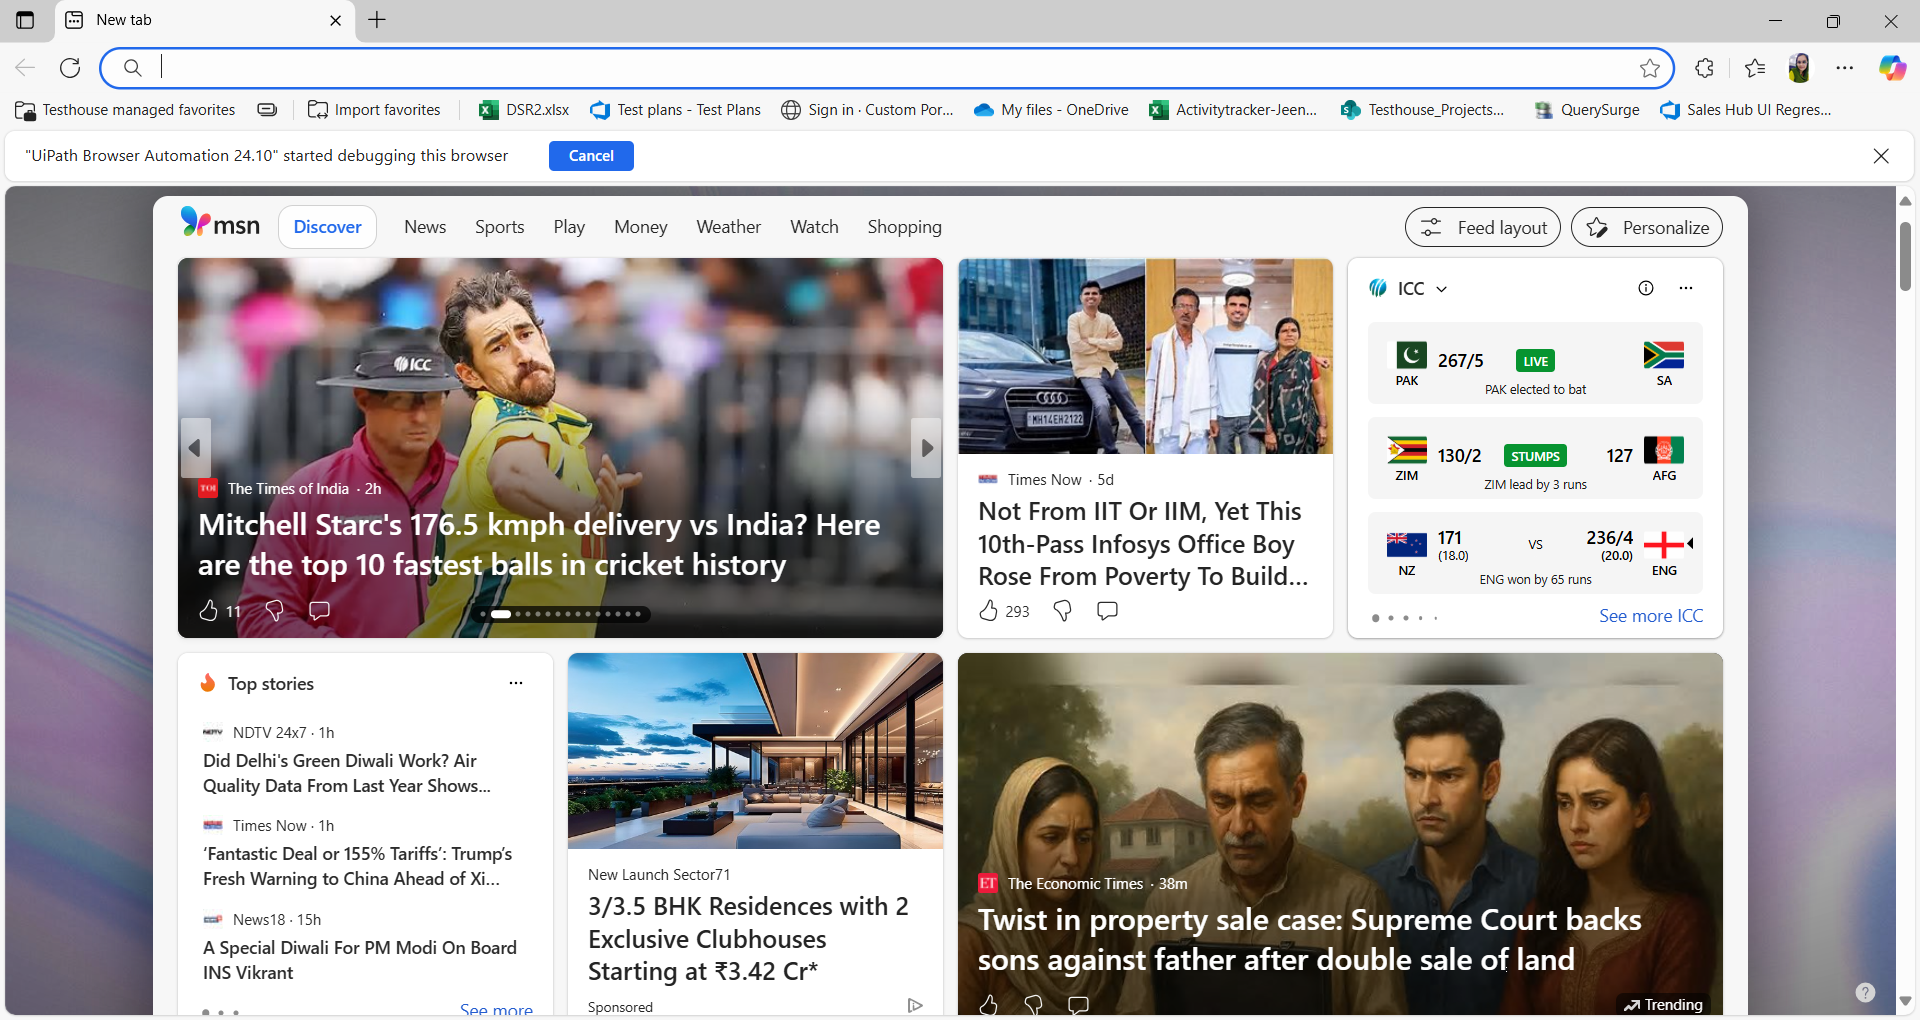 New tab
Testhouse managed favorites
Import favorites
DSR2.xlsx
Test plans - Test Plans
Sign in · Custom Por...
My files - OneDrive
Activitytracker-Jeen...
Testhouse_Projects...
QuerySurge
Sales Hub UI Regres...
"UiPath Browser Automation 24.10" started debugging this browser
Cancel
msn
Discover
News
Sports
Play
Money
Weather
Watch
Shopping
Feed layout
Personalize
ICC
TOI
The Times of India · 2h
Mitchell Starc's 176.5 kmph delivery vs India? Here
are the top 10 fastest balls in cricket history
11
MH14EH2122
Times Now · 5d
Not From IIT Or IIM, Yet This
10th-Pass Infosys Office Boy
Rose From Poverty To Build...
293
ICC
PAK
267/5
LIVE
SA
PAK elected to bat
ZIM
130/2
STUMPS
127
AFG
ZIM lead by 3 runs
NZ
171
(18.0)
VS
236/4
(20.0)
ENG
ENG won by 65 runs
See more ICC
Top stories
NDTV
NDTV 24x7 · 1h
Did Delhi's Green Diwali Work? Air
Quality Data From Last Year Shows...
Times Now · 1h
‘Fantastic Deal or 155% Tariffs’: Trump’s
Fresh Warning to China Ahead of Xi...
News18 · 15h
A Special Diwali For PM Modi On Board
INS Vikrant
See more
New Launch Sector71
3/3.5 BHK Residences with 2
Exclusive Clubhouses
Starting at ₹3.42 Cr*
Sponsored
ET
The Economic Times · 38m
Twist in property sale case: Supreme Court backs
sons against father after double sale of land
Trending